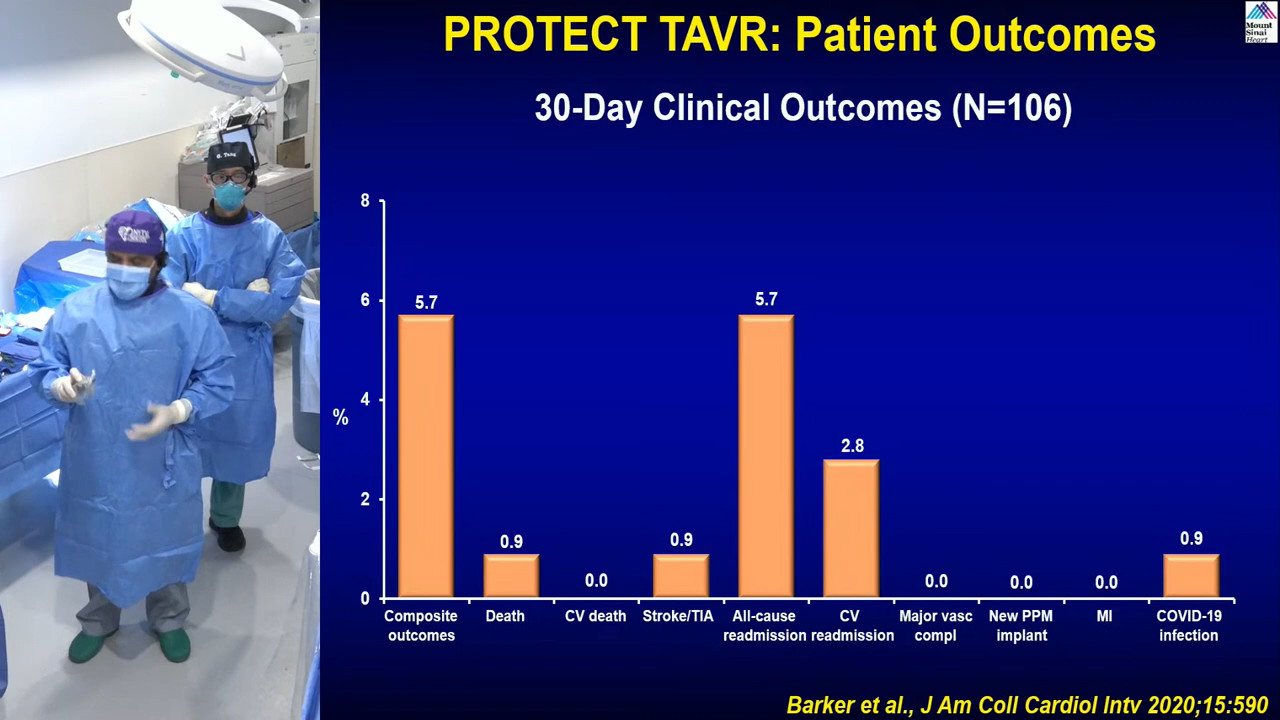 PROTECT TAVR: Patient Outcomes
Mount
Sinai
Heart
30-Day Clinical Outcomes (N=106)
8
6
4
2
0
%
5.7
0.9
0.0
0.9
5.7
2.8
0.0
0.0
0.0
0.9
Composite outcomes
Death
CV death
Stroke/TIA
All-cause readmission
CV readmission
Major vasc compl
New PPM implant
MI
COVID-19 infection
Barker et al., J Am Coll Cardiol Intv 2020;15:590